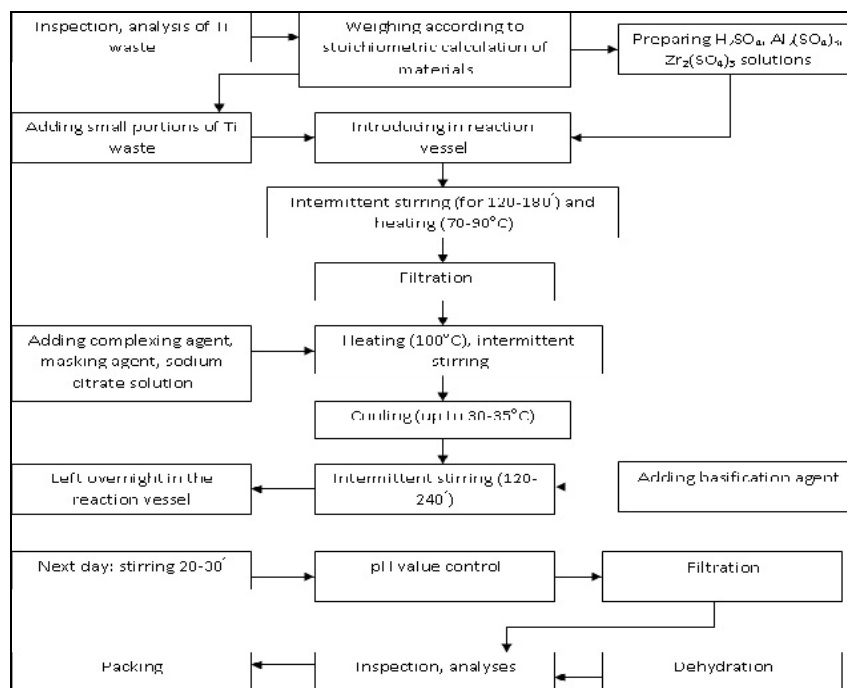 Inspection, analysis of Ti
waste
Weighing according to
stoichiometric calculation of
materials
Preparing H₂SO₄, Al₂(SO₄)₃,
Zr₂(SO₄)₃ solutions
Adding small portions of Ti
waste
Introducing in reaction
vessel
Intermittent stirring (for 120-180´) and
heating (70-90°C)
Filtration
Adding complexing agent,
masking agent, sodium
citrate solution
Heating (100°C), intermittent
stirring
Cooling (up to 30-35°C)
Left overnight in the
reaction vessel
Intermittent stirring (120-
240´)
Adding basification agent
Next day: stirring 20-30´
pH value control
Filtration
Packing
Inspection, analyses
Dehydration